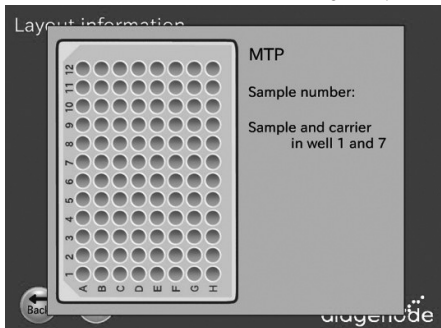 Layout information
MTP
Sample number:
Sample and carrier
in well 1 and 7
12
11
10
9
8
7
6
5
4
3
2
1
A B C D E F G H
Back
diagenode